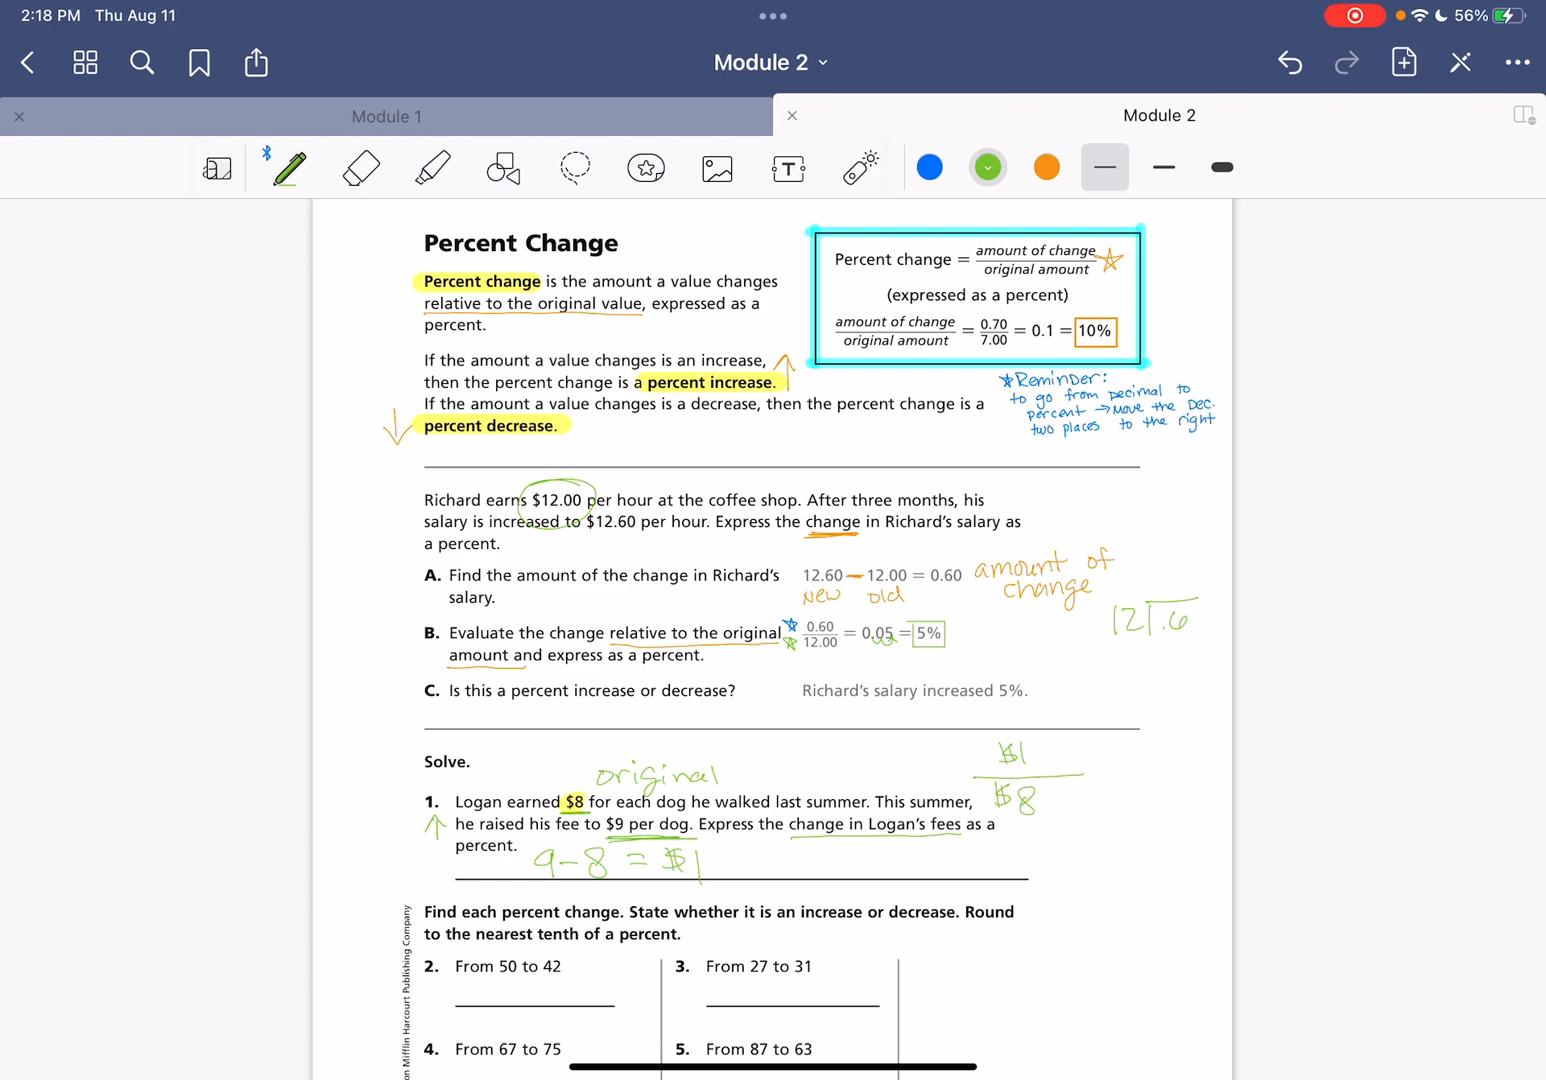 2:18 PM Thu Aug 11
56%
Module 2
Module 1
Module 2
Percent Change
Percent change is the amount a value changes
relative to the original value, expressed as a
percent.
If the amount a value changes is an increase,
then the percent change is a percent increase.
If the amount a value changes is a decrease, then the percent change is a
percent decrease.
Percent change = amount of change / original amount
(expressed as a percent)
amount of change / original amount = 0.70 / 7.00 = 0.1 = 10%
Reminder:
to go from decimal to
percent → move the dec.
two places to the right
Richard earns $12.00 per hour at the coffee shop. After three months, his
salary is increased to $12.60 per hour. Express the change in Richard's salary as
a percent.
A. Find the amount of the change in Richard's
salary.
12.60 – 12.00 = 0.60
New Old
amount of
change
B. Evaluate the change relative to the original
amount and express as a percent.
0.60 / 12.00 = 0.05 = 5%
12 .6
C. Is this a percent increase or decrease?
Richard's salary increased 5%.
Solve.
original
$1
$8
1. Logan earned $8 for each dog he walked last summer. This summer,
he raised his fee to $9 per dog. Express the change in Logan's fees as a
percent.
9 – 8 = $1
Find each percent change. State whether it is an increase or decrease. Round
to the nearest tenth of a percent.
2. From 50 to 42
3. From 27 to 31
4. From 67 to 75
5. From 87 to 63
on Mifflin Harcourt Publishing Company